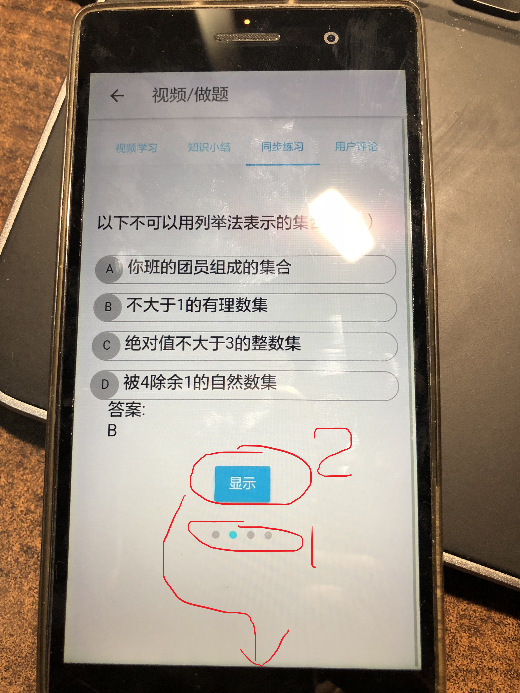 视频/做题
视频学习 知识小结 同步练习 用户评论
以下不可以用列举法表示的集 )
A 你班的团员组成的集合
B 不大于1的有理数集
C 绝对值不大于3的整数集
D 被4除余1的自然数集
答案:
B
2
显示
1